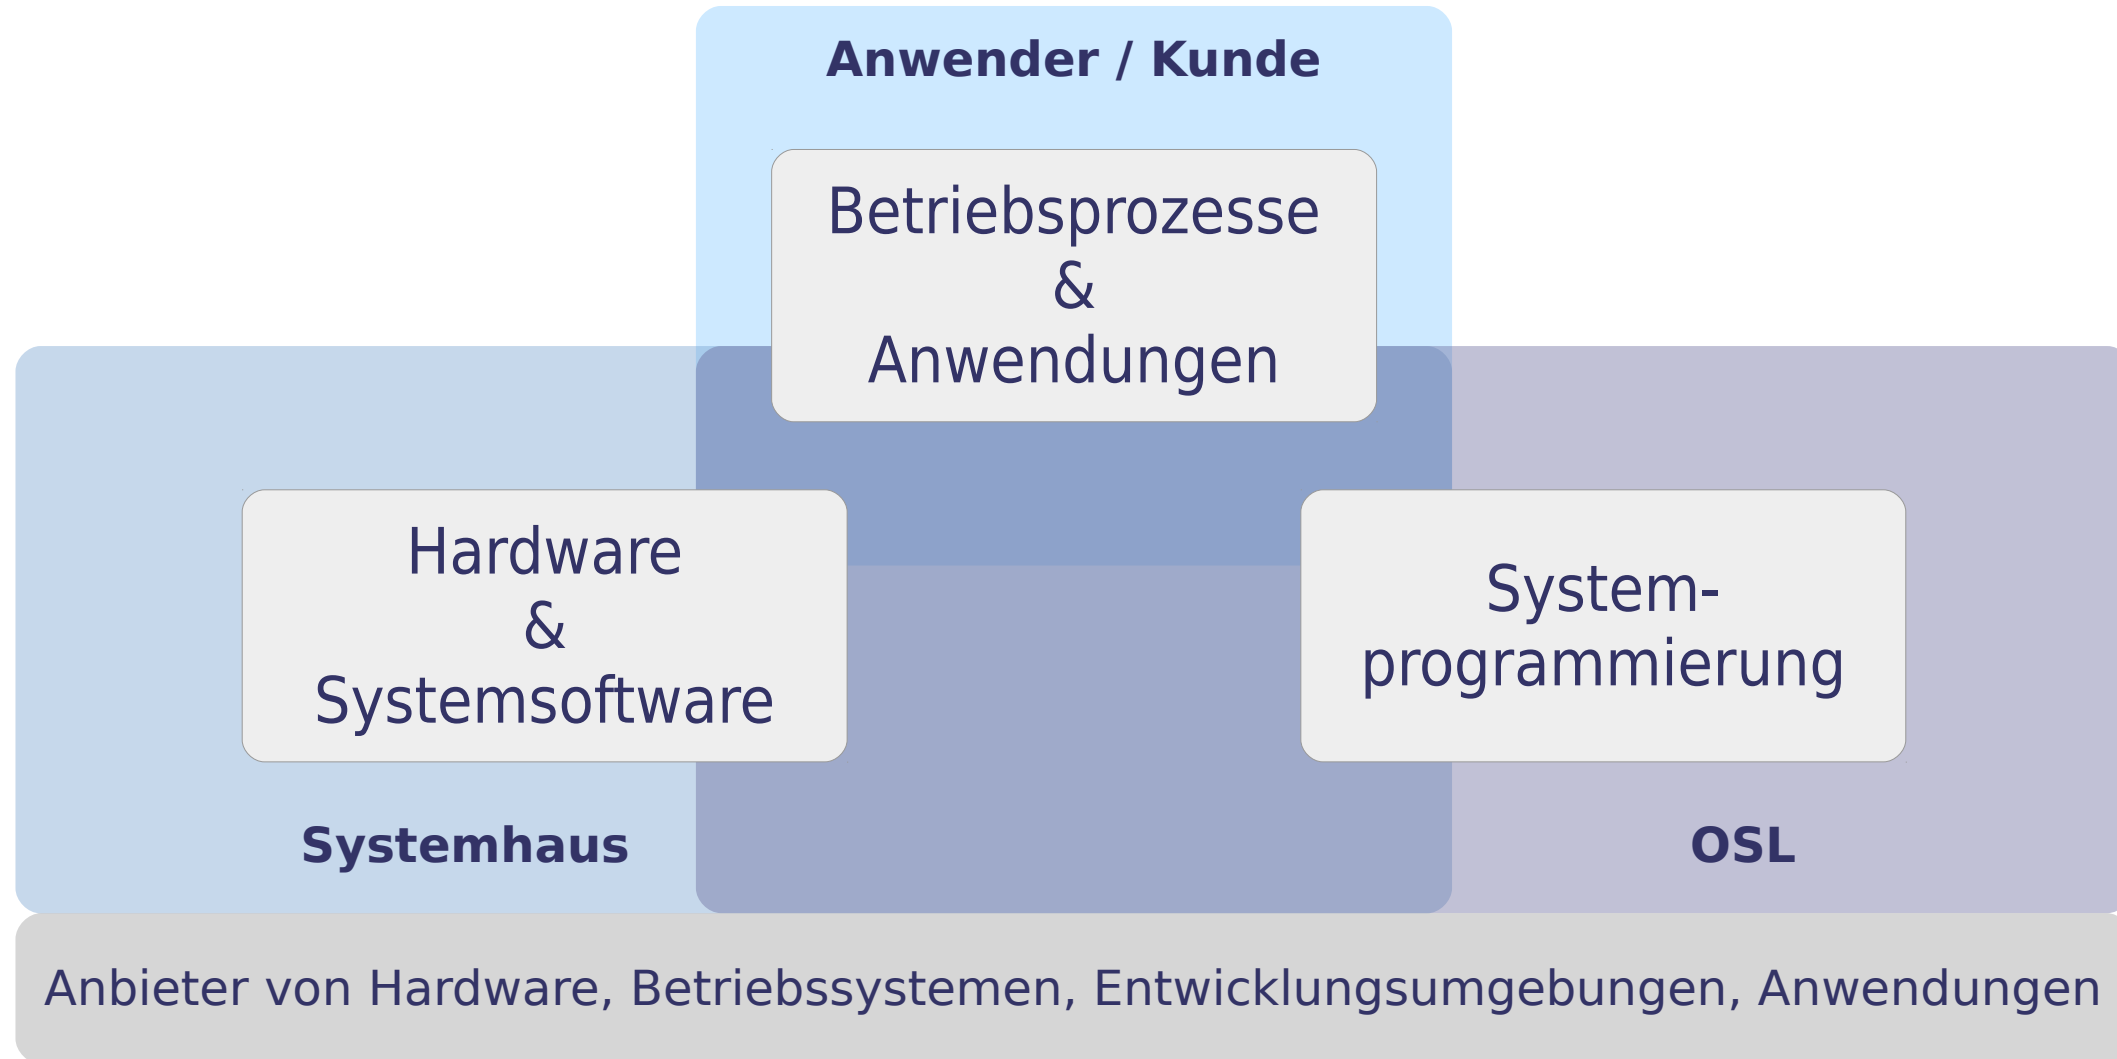 Anwender / Kunde
Betriebsprozesse
&
Anwendungen
Hardware
&
Systemsoftware
System-
programmierung
Systemhaus
OSL
Anbieter von Hardware, Betriebssystemen, Entwicklungsumgebungen, Anwendungen